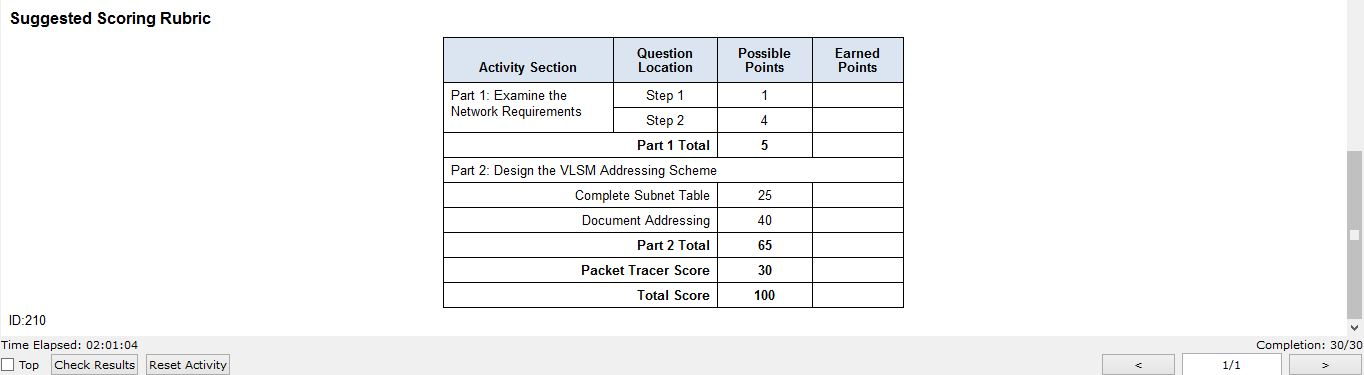 Suggested Scoring Rubric
Activity Section Question Location Possible Points Earned Points
Part 1: Examine the Network Requirements Step 1 1
Step 2 4
Part 1 Total 5
Part 2: Design the VLSM Addressing Scheme
Complete Subnet Table 25
Document Addressing 40
Part 2 Total 65
Packet Tracer Score 30
Total Score 100
ID:210
Time Elapsed: 02:01:04 Completion: 30/30
Top Check Results Reset Activity < 1/1 >